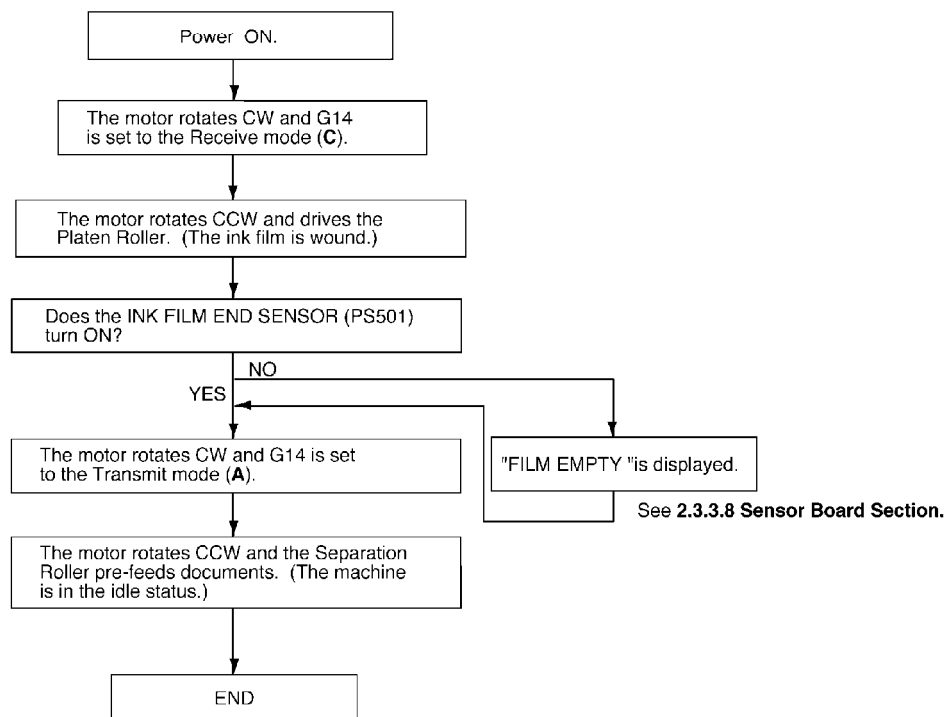 Power ON.
The motor rotates CW and G14
is set to the Receive mode (C).
The motor rotates CCW and drives the
Platen Roller. (The ink film is wound.)
Does the INK FILM END SENSOR (PS501)
turn ON?
NO
YES
The motor rotates CW and G14 is set
to the Transmit mode (A).
"FILM EMPTY "is displayed.
See 2.3.3.8 Sensor Board Section.
The motor rotates CCW and the Separation
Roller pre-feeds documents. (The machine
is in the idle status.)
END